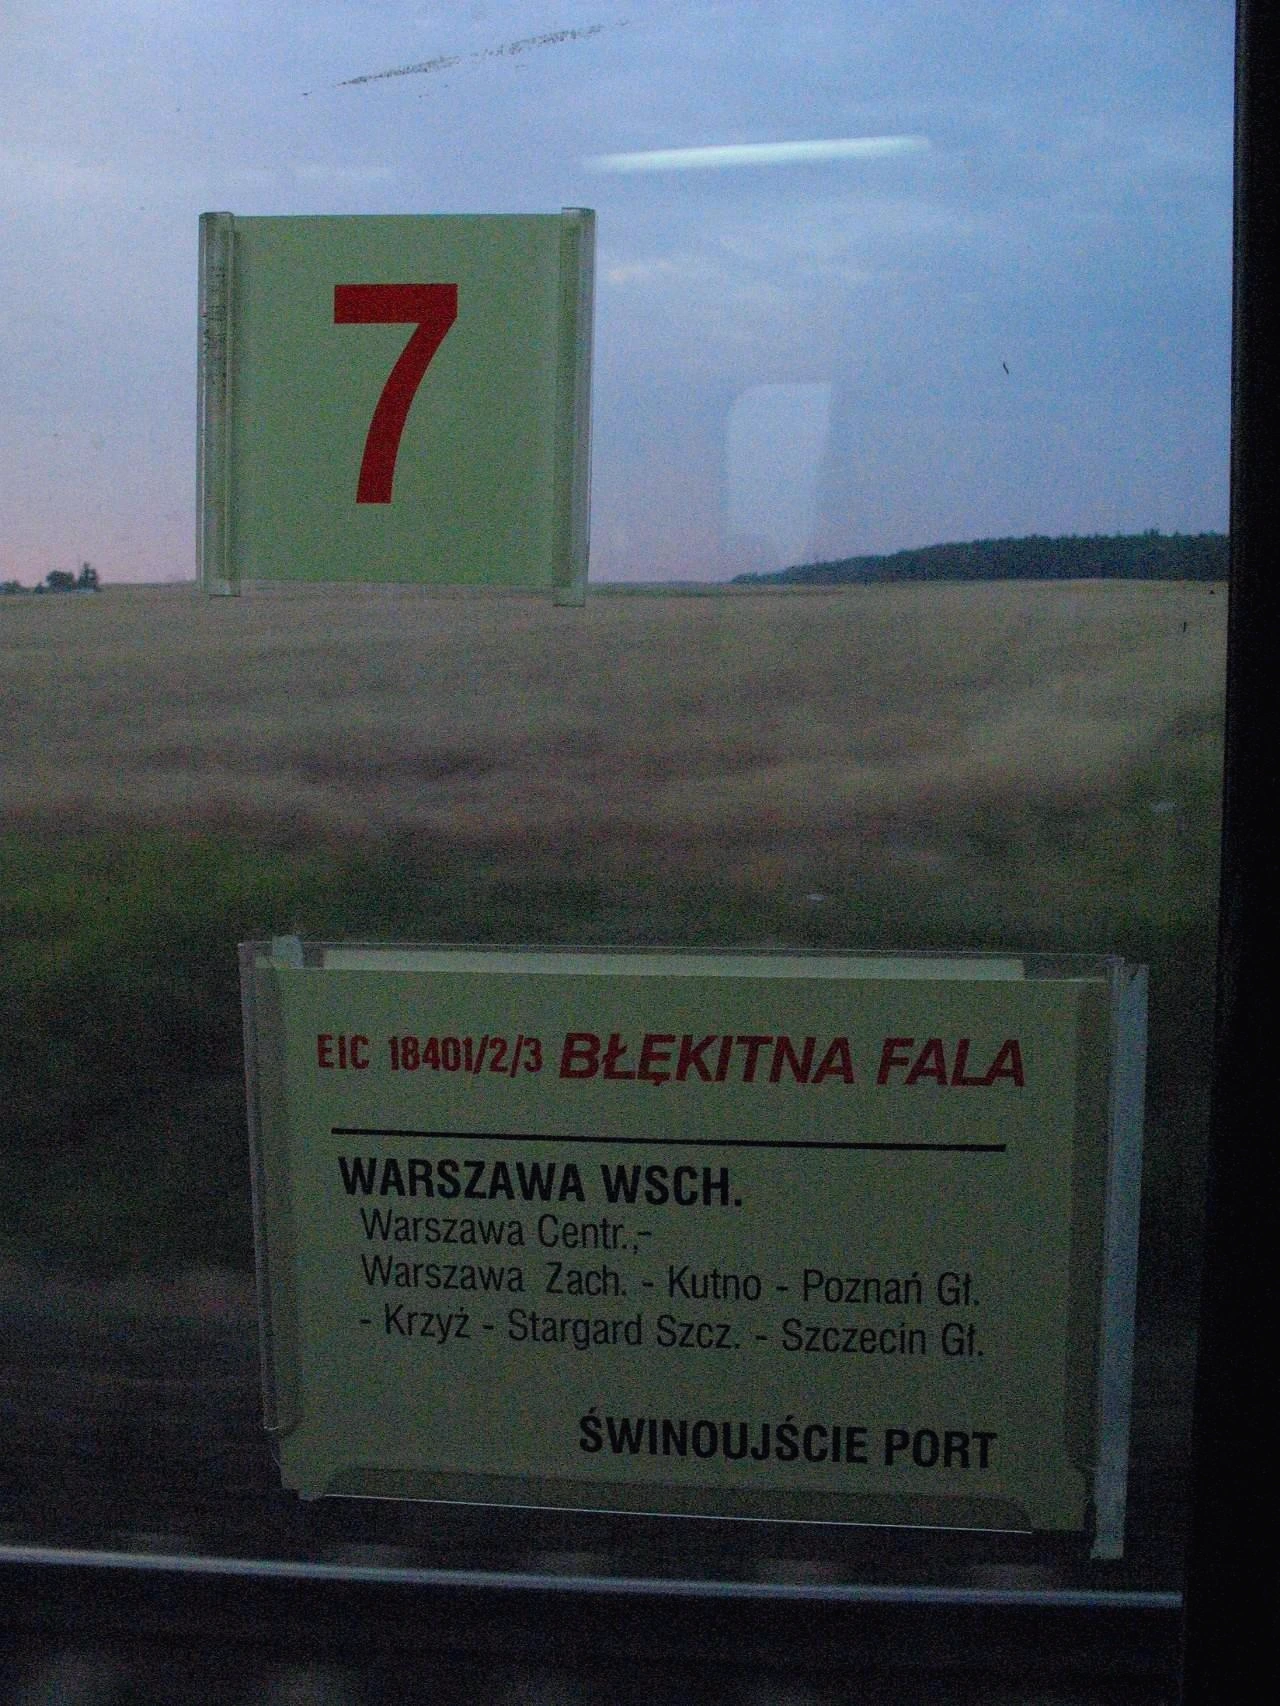 7
EIC 18401/2/3 BŁĘKITNA FALA
WARSZAWA WSCH.
Warszawa Centr.,-
Warszawa Zach. - Kutno - Poznań Gł.
- Krzyż - Stargard Szcz. - Szczecin Gł.
ŚWINOUJŚCIE PORT